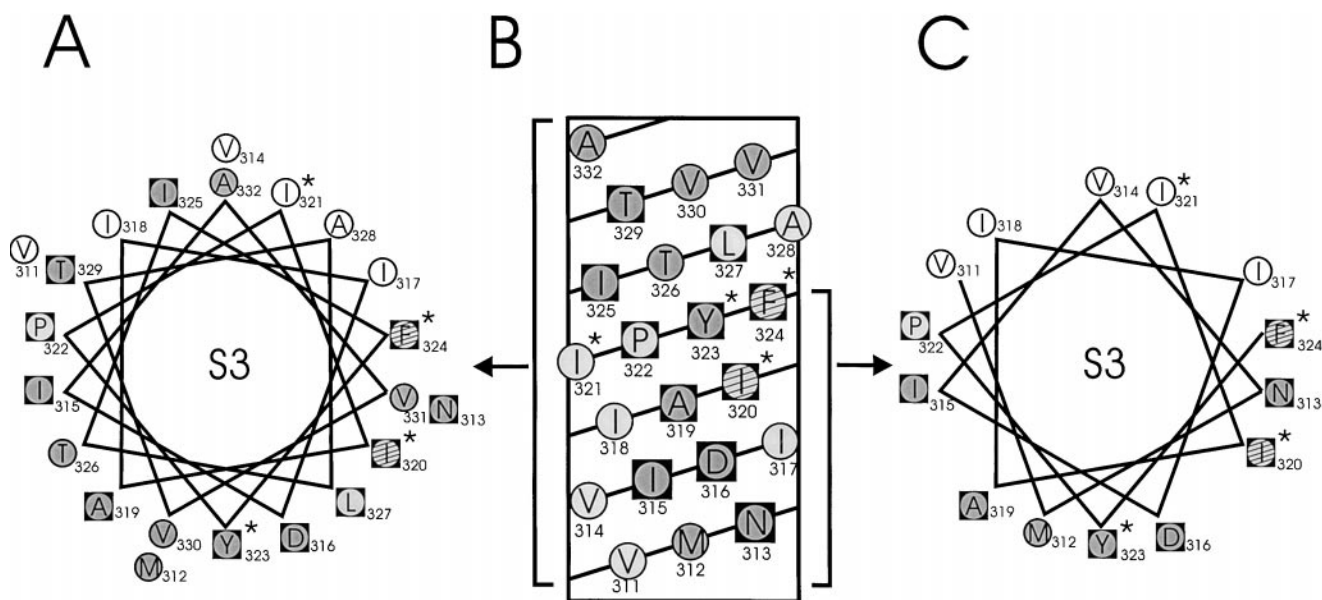 A
B
C
V 314
A 332
I 325
I * 321
I 318
A 328
V 311
T 329
I 317
P 322
F * 324
S3
I 315
V 331
N 313
T 326
I * 320
A 319
L 327
V 330
Y * 323
D 316
M 312
A 332
V 331
V 330
T 329
A 328
L 327
T 326
I 325
F * 324
Y * 323
P 322
I * 321
I * 320
A 319
I 318
I 317
D 316
I 315
V 314
N 313
M 312
V 311
V 314
I * 321
I 318
V 311
I 317
P 322
F * 324
S3
I 315
N 313
I * 320
A 319
M 312
Y * 323
D 316